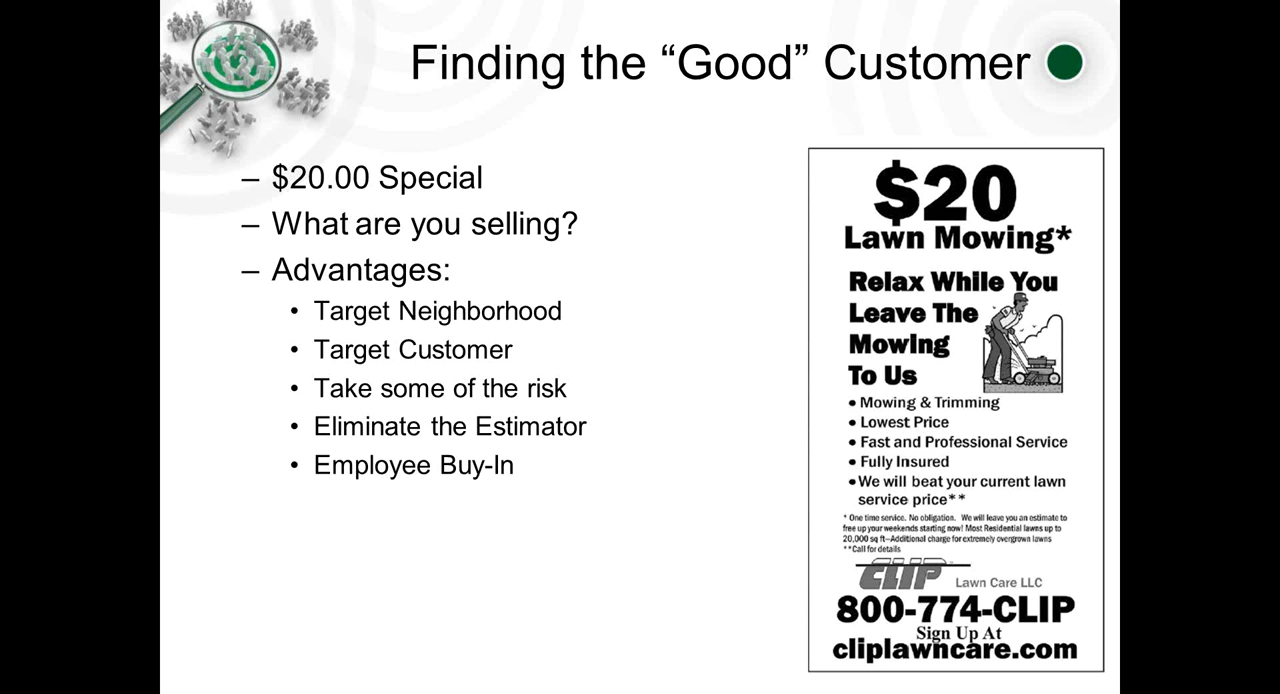 Finding the “Good” Customer
– $20.00 Special
– What are you selling?
– Advantages:
• Target Neighborhood
• Target Customer
• Take some of the risk
• Eliminate the Estimator
• Employee Buy-In
$20
Lawn Mowing*
Relax While You
Leave The
Mowing
To Us
• Mowing & Trimming
• Lowest Price
• Fast and Professional Service
• Fully Insured
• We will beat your current lawn
service price**
* One time service. No obligation. We will leave you an estimate to
free up your weekends starting now! Most Residential lawns up to
20,000 sq ft–Additional charge for extremely overgrown lawns
**Call for details
CLIP Lawn Care LLC
800-774-CLIP
Sign Up At
cliplawncare.com